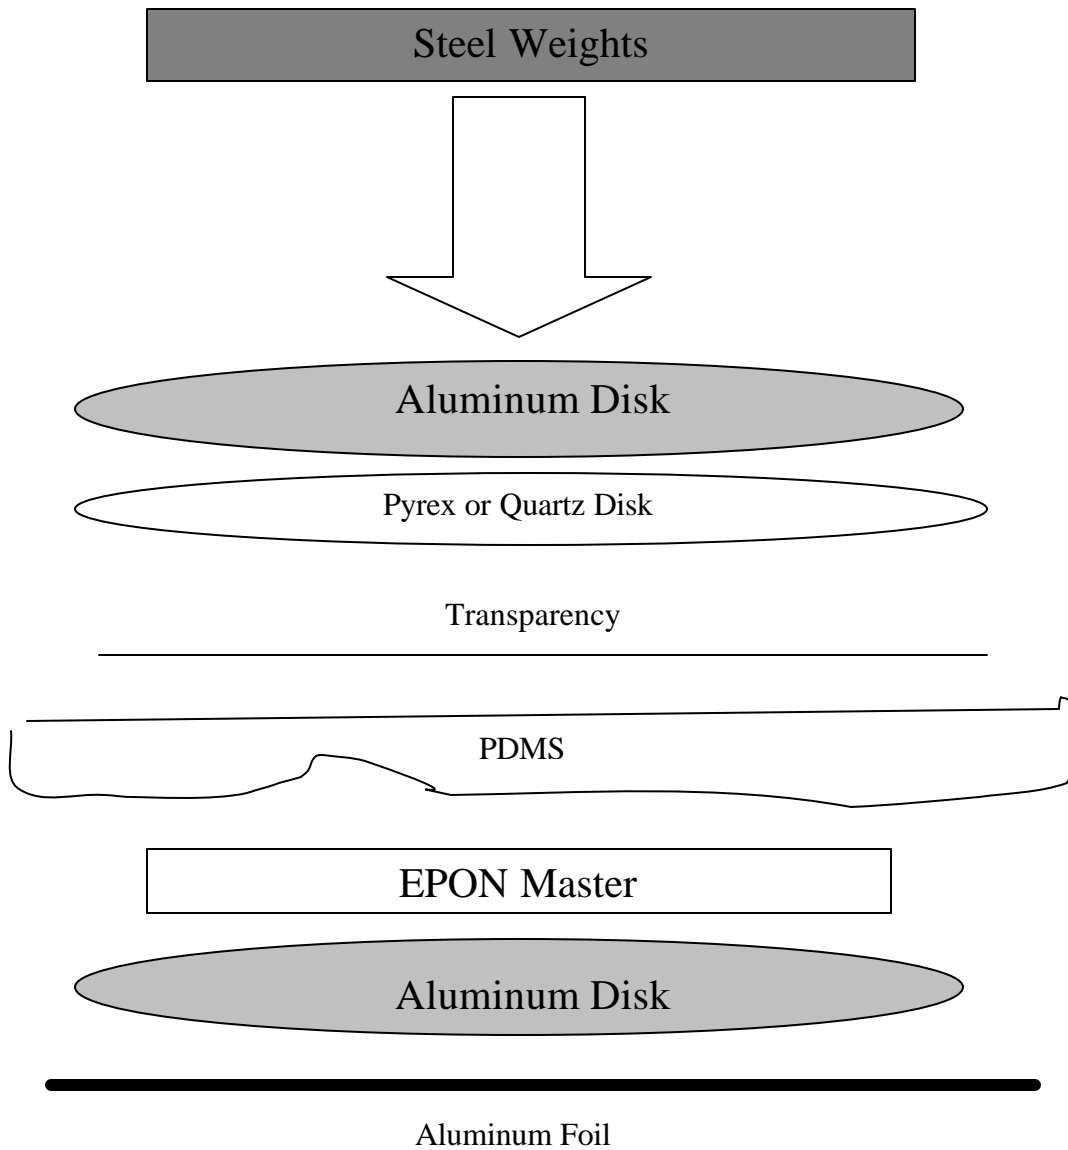 Steel Weights
Aluminum Disk
Pyrex or Quartz Disk
Transparency
PDMS
EPON Master
Aluminum Disk
Aluminum Foil